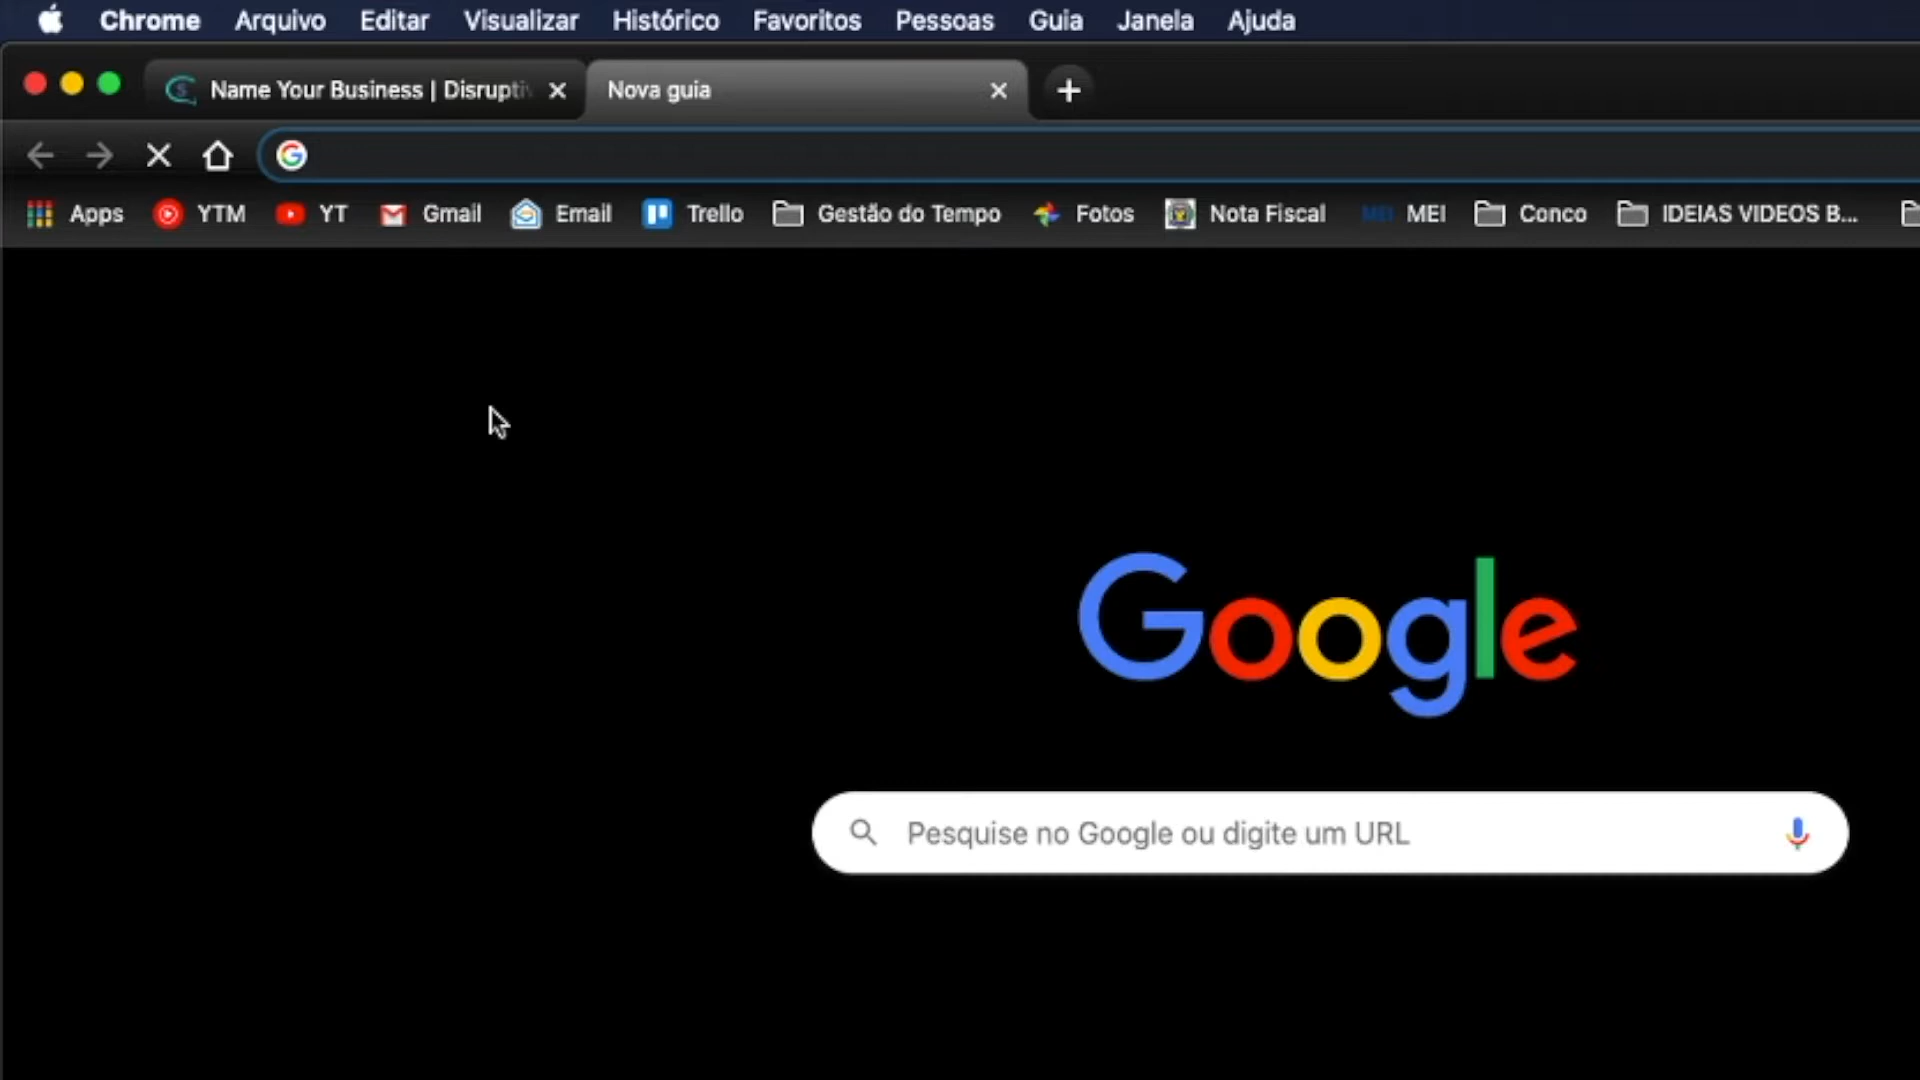 Chrome Arquivo Editar Visualizar Histórico Favoritos Pessoas Guia Janela Ajuda
Name Your Business | Disruptiv Nova guia
Apps YTM YT Gmail Email Trello Gestão do Tempo Fotos Nota Fiscal MEI MEI Conco IDEIAS VIDEOS B...
Google
Pesquise no Google ou digite um URL